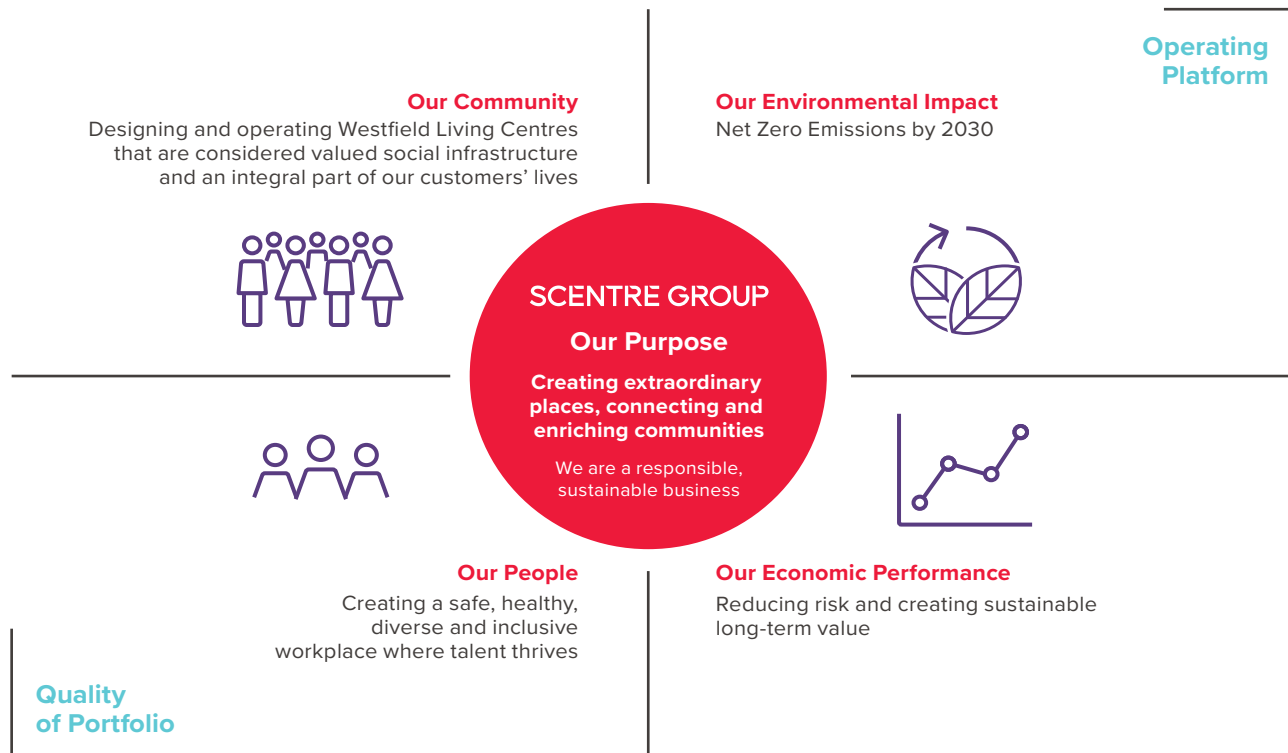 Operating
Platform
Our Community
Designing and operating Westfield Living Centres
that are considered valued social infrastructure
and an integral part of our customers’ lives
Our Environmental Impact
Net Zero Emissions by 2030
SCENTRE GROUP
Our Purpose
Creating extraordinary
places, connecting and
enriching communities
We are a responsible,
sustainable business
Our People
Creating a safe, healthy,
diverse and inclusive
workplace where talent thrives
Our Economic Performance
Reducing risk and creating sustainable
long-term value
Quality
of Portfolio